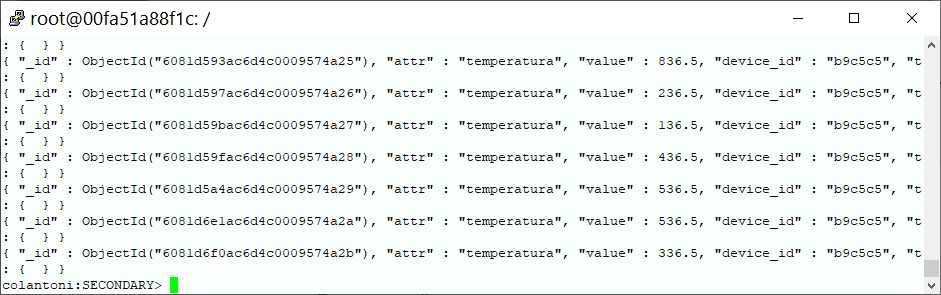 root@00fa51a88f1c: /
: {  } }
{ "_id" : ObjectId("6081d593ac6d4c0009574a25"), "attr" : "temperatura", "value" : 836.5, "device_id" : "b9c5c5", "t
: {  } }
{ "_id" : ObjectId("6081d597ac6d4c0009574a26"), "attr" : "temperatura", "value" : 236.5, "device_id" : "b9c5c5", "t
: {  } }
{ "_id" : ObjectId("6081d59bac6d4c0009574a27"), "attr" : "temperatura", "value" : 136.5, "device_id" : "b9c5c5", "t
: {  } }
{ "_id" : ObjectId("6081d59fac6d4c0009574a28"), "attr" : "temperatura", "value" : 436.5, "device_id" : "b9c5c5", "t
: {  } }
{ "_id" : ObjectId("6081d5a4ac6d4c0009574a29"), "attr" : "temperatura", "value" : 536.5, "device_id" : "b9c5c5", "t
: {  } }
{ "_id" : ObjectId("6081d6e1ac6d4c0009574a2a"), "attr" : "temperatura", "value" : 536.5, "device_id" : "b9c5c5", "t
: {  } }
{ "_id" : ObjectId("6081d6f0ac6d4c0009574a2b"), "attr" : "temperatura", "value" : 336.5, "device_id" : "b9c5c5", "t
: {  } }
colantoni:SECONDARY>